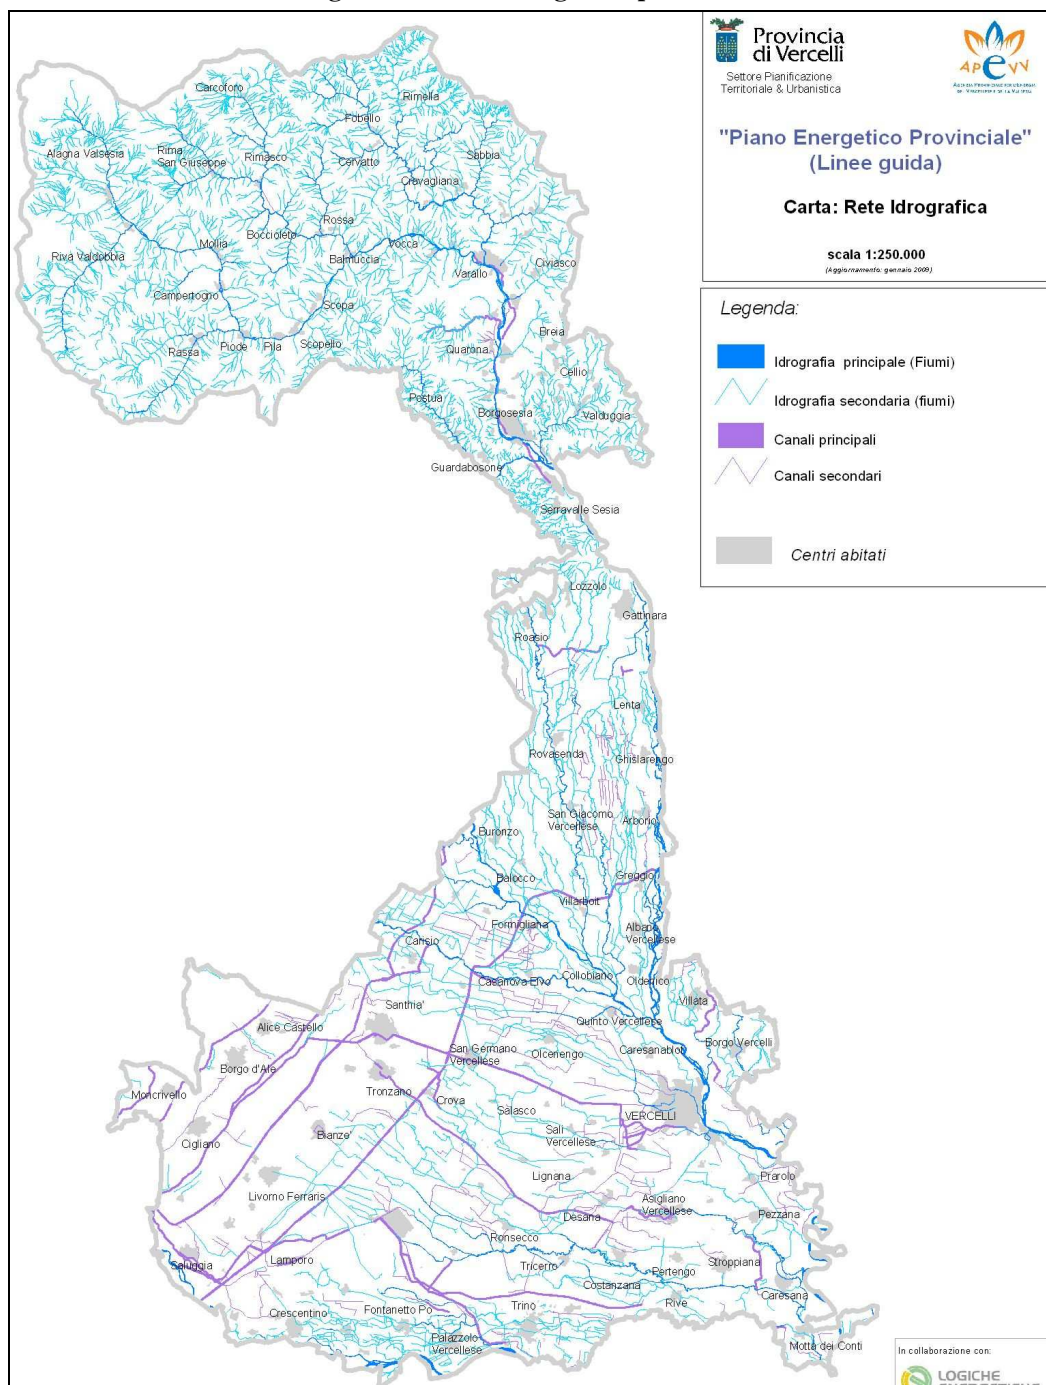 Provincia
di Vercelli
Settore Pianificazione
Territoriale & Urbanistica
APEVV
"Piano Energetico Provinciale"
(Linee guida)
Carta: Rete Idrografica
scala 1:250.000
(Aggiornamento: gennaio 2009)
Legenda:
Idrografia principale (Fiumi)
Idrografia secondaria (fiumi)
Canali principali
Canali secondari
Centri abitati
Carcoforo
Rimella
Fobello
Alagna Valsesia
Rima
San Giuseppe
Rimasco
Cervatto
Sabbia
Cravagliana
Rossa
Mollia
Boccioleto
Vocca
Riva Valdobbia
Balmuccia
Varallo
Civiasco
Campertogno
Scopa
Breia
Rassa
Piode
Pila
Scopello
Quarona
Cellio
Postua
Borgosesia
Valduggia
Guardabosone
Serravalle Sesia
Lozzolo
Gattinara
Roasio
Lenta
Rovasenda
Ghislarengo
San Giacomo
Vercellese
Arborio
Buronzo
Balocco
Greggio
Villarboit
Formigliana
Albano
Vercellese
Carisio
Collobiano
Oldenico
Casanova Elvo
Villata
Santhia'
Quinto Vercellese
Alice Castello
San Germano
Vercellese
Olcenengo
Caresanablot
Borgo Vercelli
Borgo d'Ale
Moncrivello
Tronzano
Crova
Salasco
VERCELLI
Cigliano
Bianze'
Sali
Vercellese
Lignana
Prarolo
Livorno Ferraris
Asigliano
Vercellese
Desana
Pezzana
Ronsecco
Saluggia
Lamporo
Tricerro
Pertengo
Stroppiana
Costanzana
Caresana
Crescentino
Fontanetto Po
Trino
Rive
Palazzolo
Vercellese
Motta dei Conti
In collaborazione con:
LOGICHE